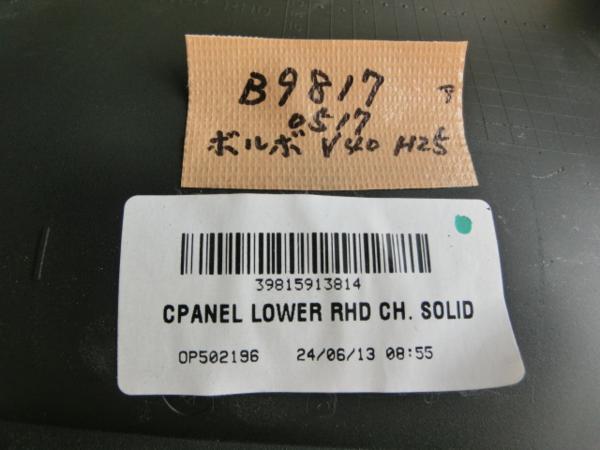 B9817
0517
ボルボ V40 H25
39815913814
CPANEL LOWER RHD CH. SOLID
OP502196 24/06/13 08:55